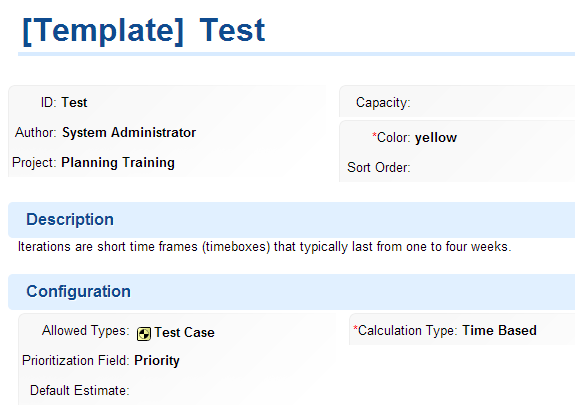 [Template] Test
ID: Test
Author: System Administrator
Project: Planning Training
Capacity:
*Color: yellow
Sort Order:
Description
Iterations are short time frames (timeboxes) that typically last from one to four weeks.
Configuration
Allowed Types: Test Case
Prioritization Field: Priority
Default Estimate:
*Calculation Type: Time Based